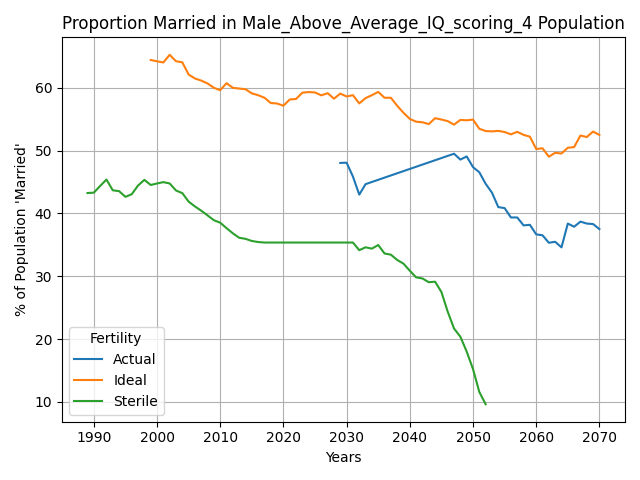 Proportion Married in Male_Above_Average_IQ_scoring_4 Population
% of Population 'Married'
60
50
40
30
20
10
Fertility
Actual
Ideal
Sterile
1990 2000 2010 2020 2030 2040 2050 2060 2070
Years